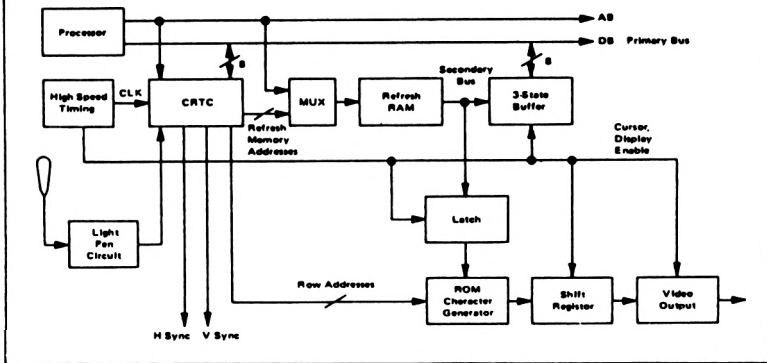 Processor
AB
DB Primary Bus
8
8
High Speed
Timing
CLK
CRTC
MUX
Refresh
RAM
Secondary
Bus
3-State
Buffer
Refresh
Memory
Addresses
Cursor,
Display
Enable
Latch
Light
Pen
Circuit
Row Addresses
ROM
Character
Generator
Shift
Register
Video
Output
H Sync V Sync